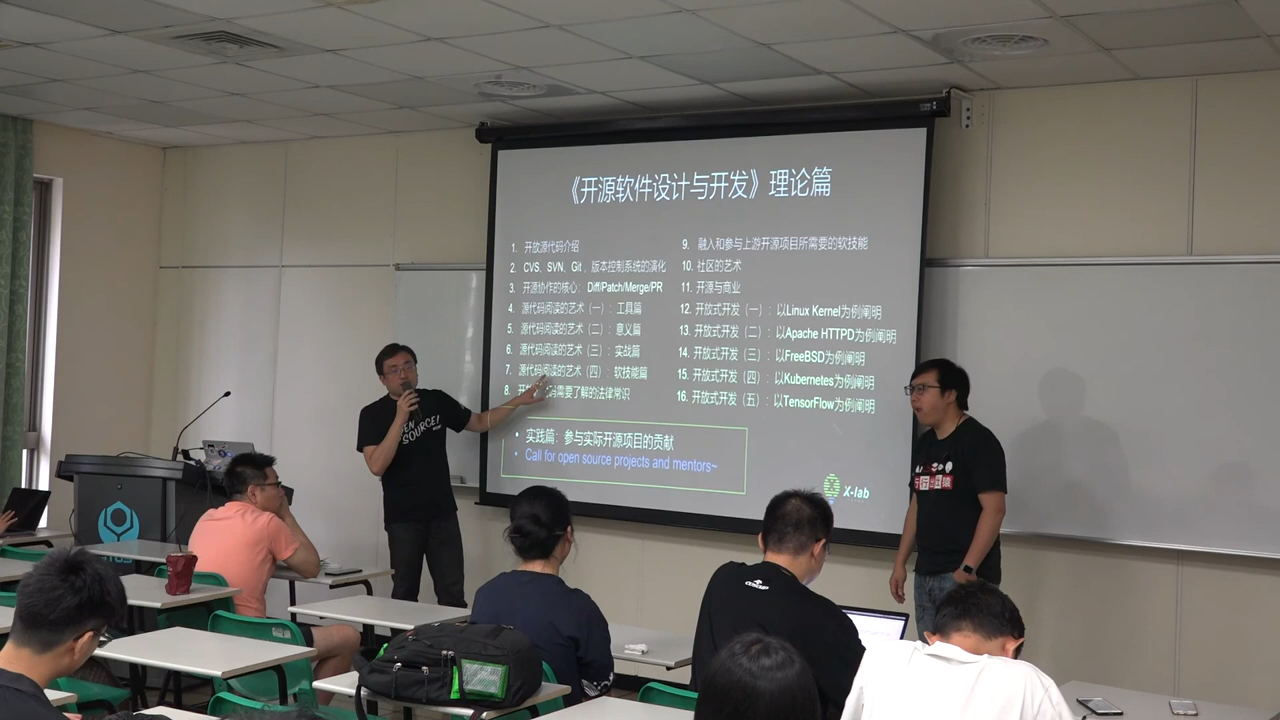 《开源软件设计与开发》理论篇
1. 开放源代码介绍
2. CVS、SVN、Git，版本控制系统的演化
3. 开源协作的核心：Diff/Patch/Merge/PR
4. 源代码阅读的艺术（一）：工具篇
5. 源代码阅读的艺术（二）：意义篇
6. 源代码阅读的艺术（三）：实战篇
7. 源代码阅读的艺术（四）：软技能篇
8. 开放 码需要了解的法律常识
9. 融入和参与上游开源项目所需要的软技能
10. 社区的艺术
11. 开源与商业
12. 开放式开发（一）：以Linux Kernel为例阐明
13. 开放式开发（二）：以Apache HTTPD为例阐明
14. 开放式开发（三）：以FreeBSD为例阐明
15. 开放式开发（四）：以Kubernetes为例阐明
16. 开放式开发（五）：以TensorFlow为例阐明
• 实践篇：参与实际开源项目的贡献
• Call for open source projects and mentors~
X-lab
SOURCE!